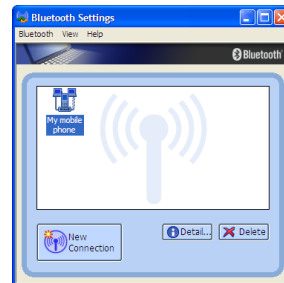 Bluetooth Settings
Bluetooth View Help
Bluetooth
My mobile
phone
New
Connection
Detail...
Delete